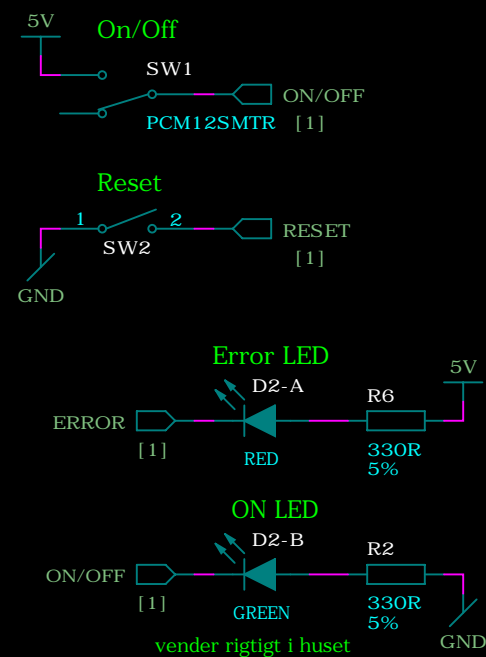 5V
On/Off
SW1
ON/OFF
PCM12SMTR [1]
Reset
1 2
RESET
SW2
[1]
GND
Error LED
5V
D2-A
R6
ERROR
[1]
RED
330R
5%
ON LED
D2-B
R2
ON/OFF
[1]
GREEN
330R
5%
vender rigtigt i huset
GND